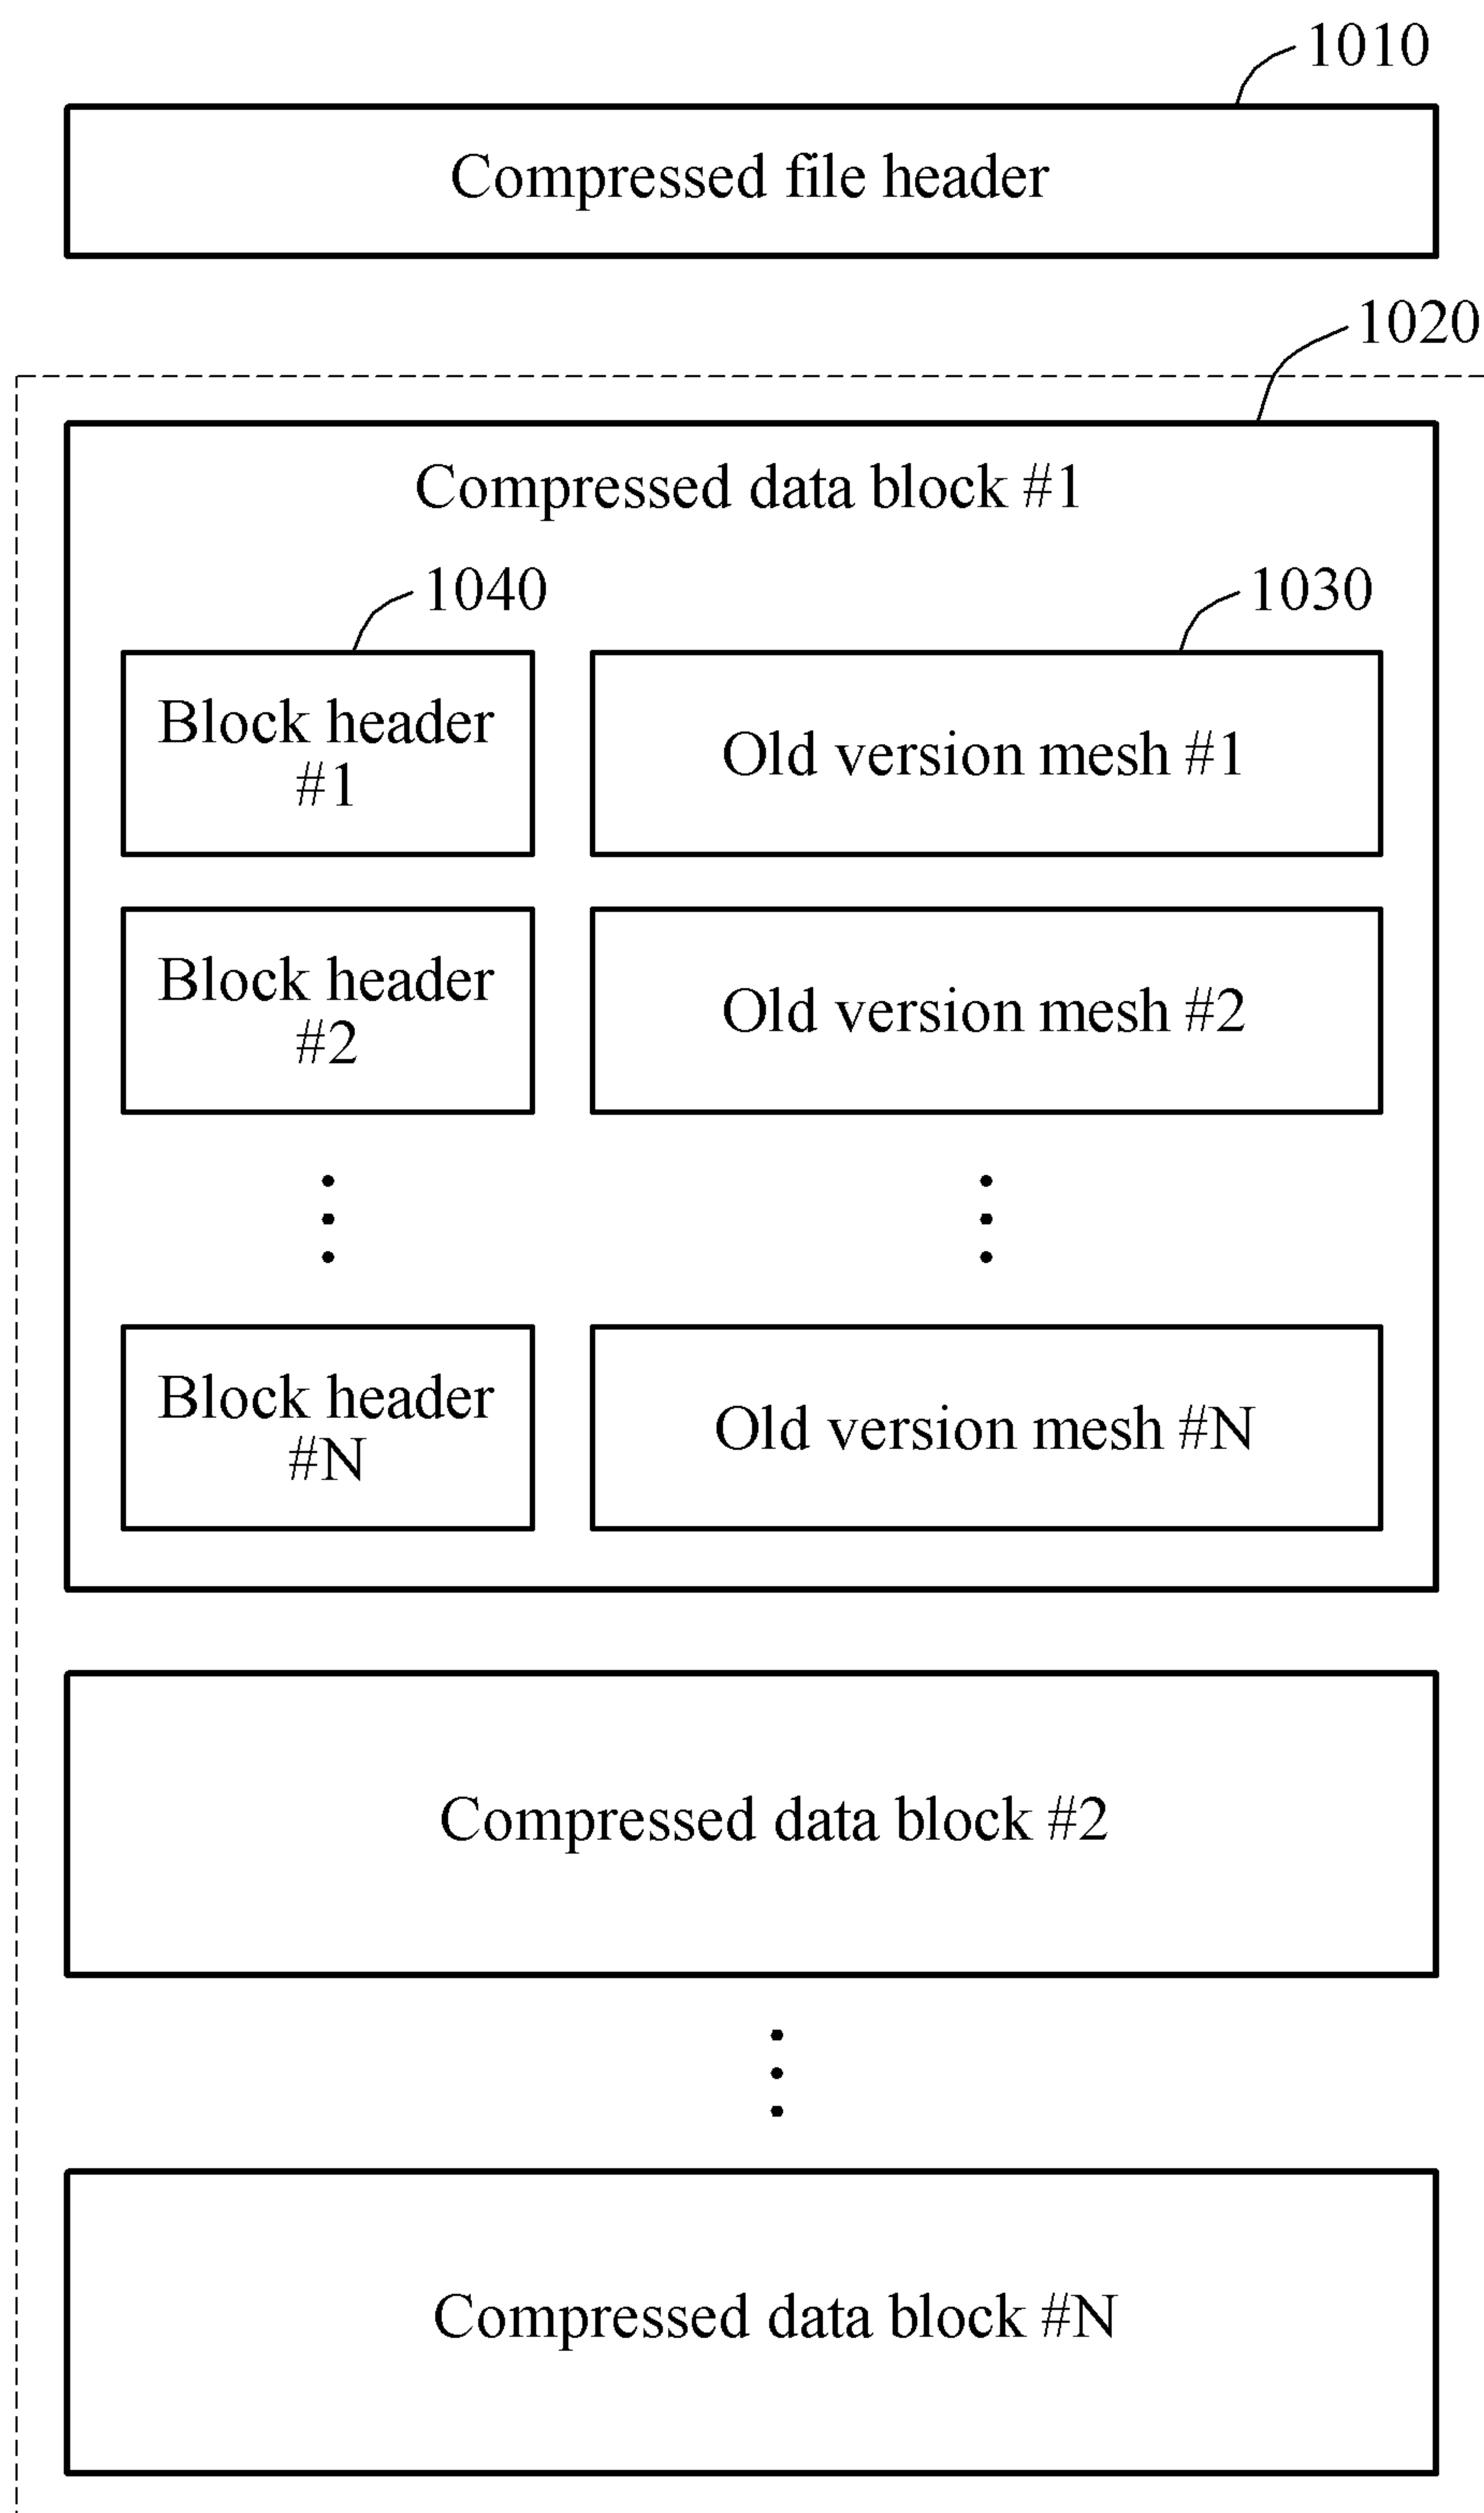 1010
Compressed file header
1020
Compressed data block #1
1040
1030
Block header
#1
Old version mesh #1
Block header
#2
Old version mesh #2
Block header
#N
Old version mesh #N
Compressed data block #2
Compressed data block #N